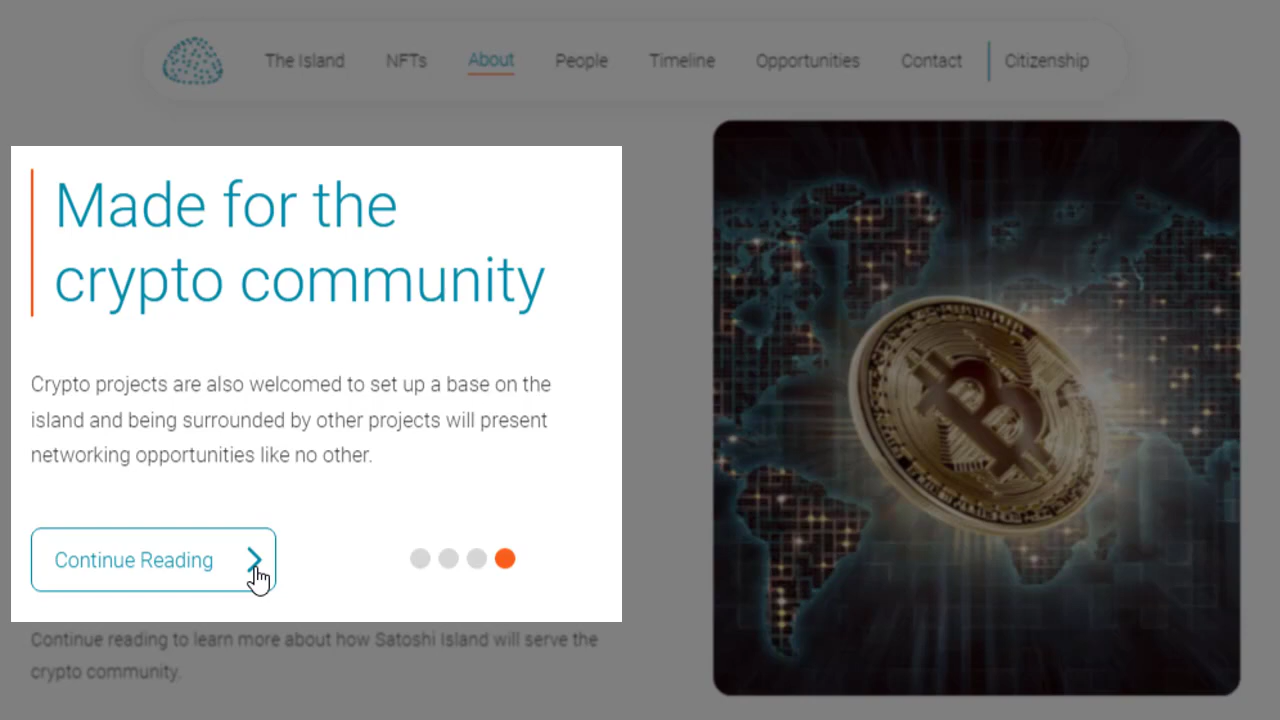 The Island NFTs About People Timeline Opportunities Contact Citizenship
Made for the
crypto community
Crypto projects are also welcomed to set up a base on the
island and being surrounded by other projects will present
networking opportunities like no other.
Continue Reading
Continue reading to learn more about how Satoshi Island will serve the
crypto community.